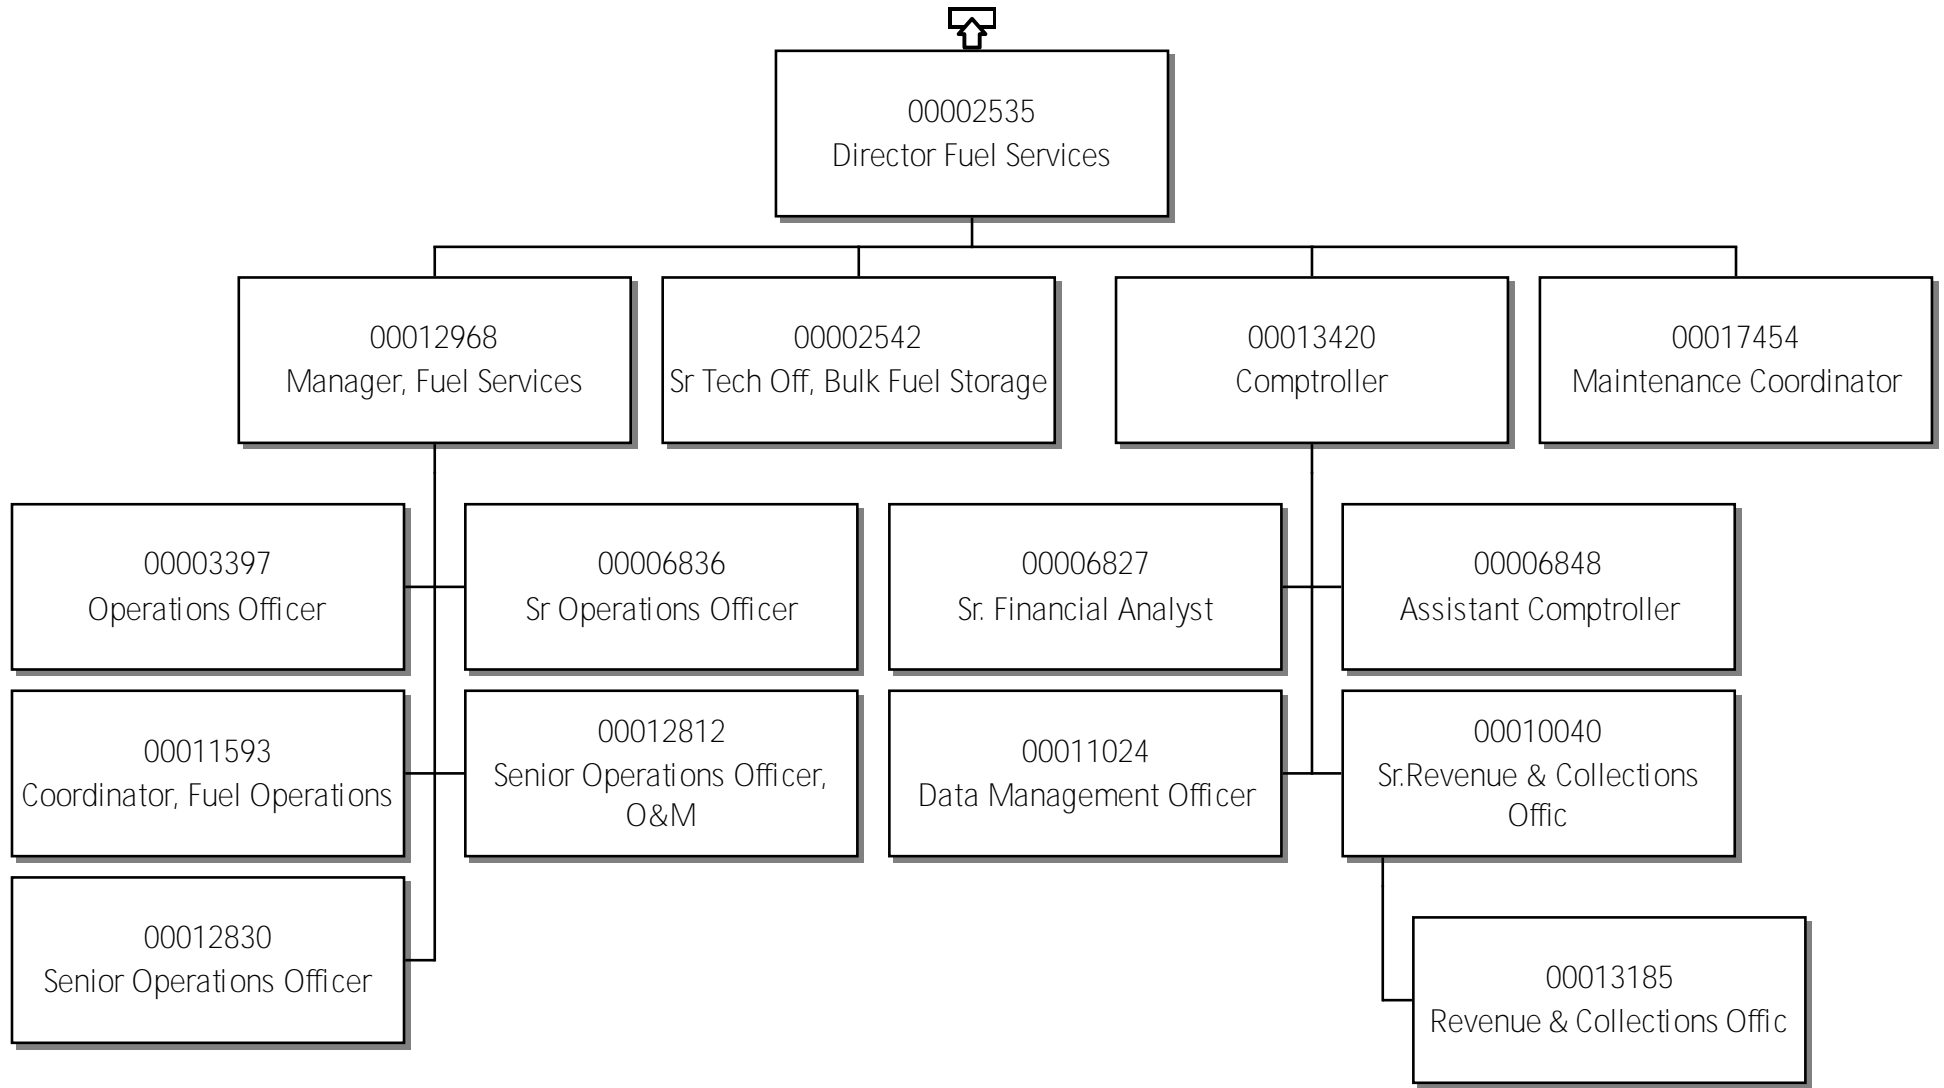 00002535
Director Fuel Services
00012968
Manager, Fuel Services
00002542
Sr Tech Off, Bulk Fuel Storage
00013420
Comptroller
00017454
Maintenance Coordinator
00003397
Operations Officer
00006836
Sr Operations Officer
00006827
Sr. Financial Analyst
00006848
Assistant Comptroller
00011593
Coordinator, Fuel Operations
00012812
Senior Operations Officer,
O&M
00011024
Data Management Officer
00010040
Sr.Revenue & Collections
Offic
00012830
Senior Operations Officer
00013185
Revenue & Collections Offic